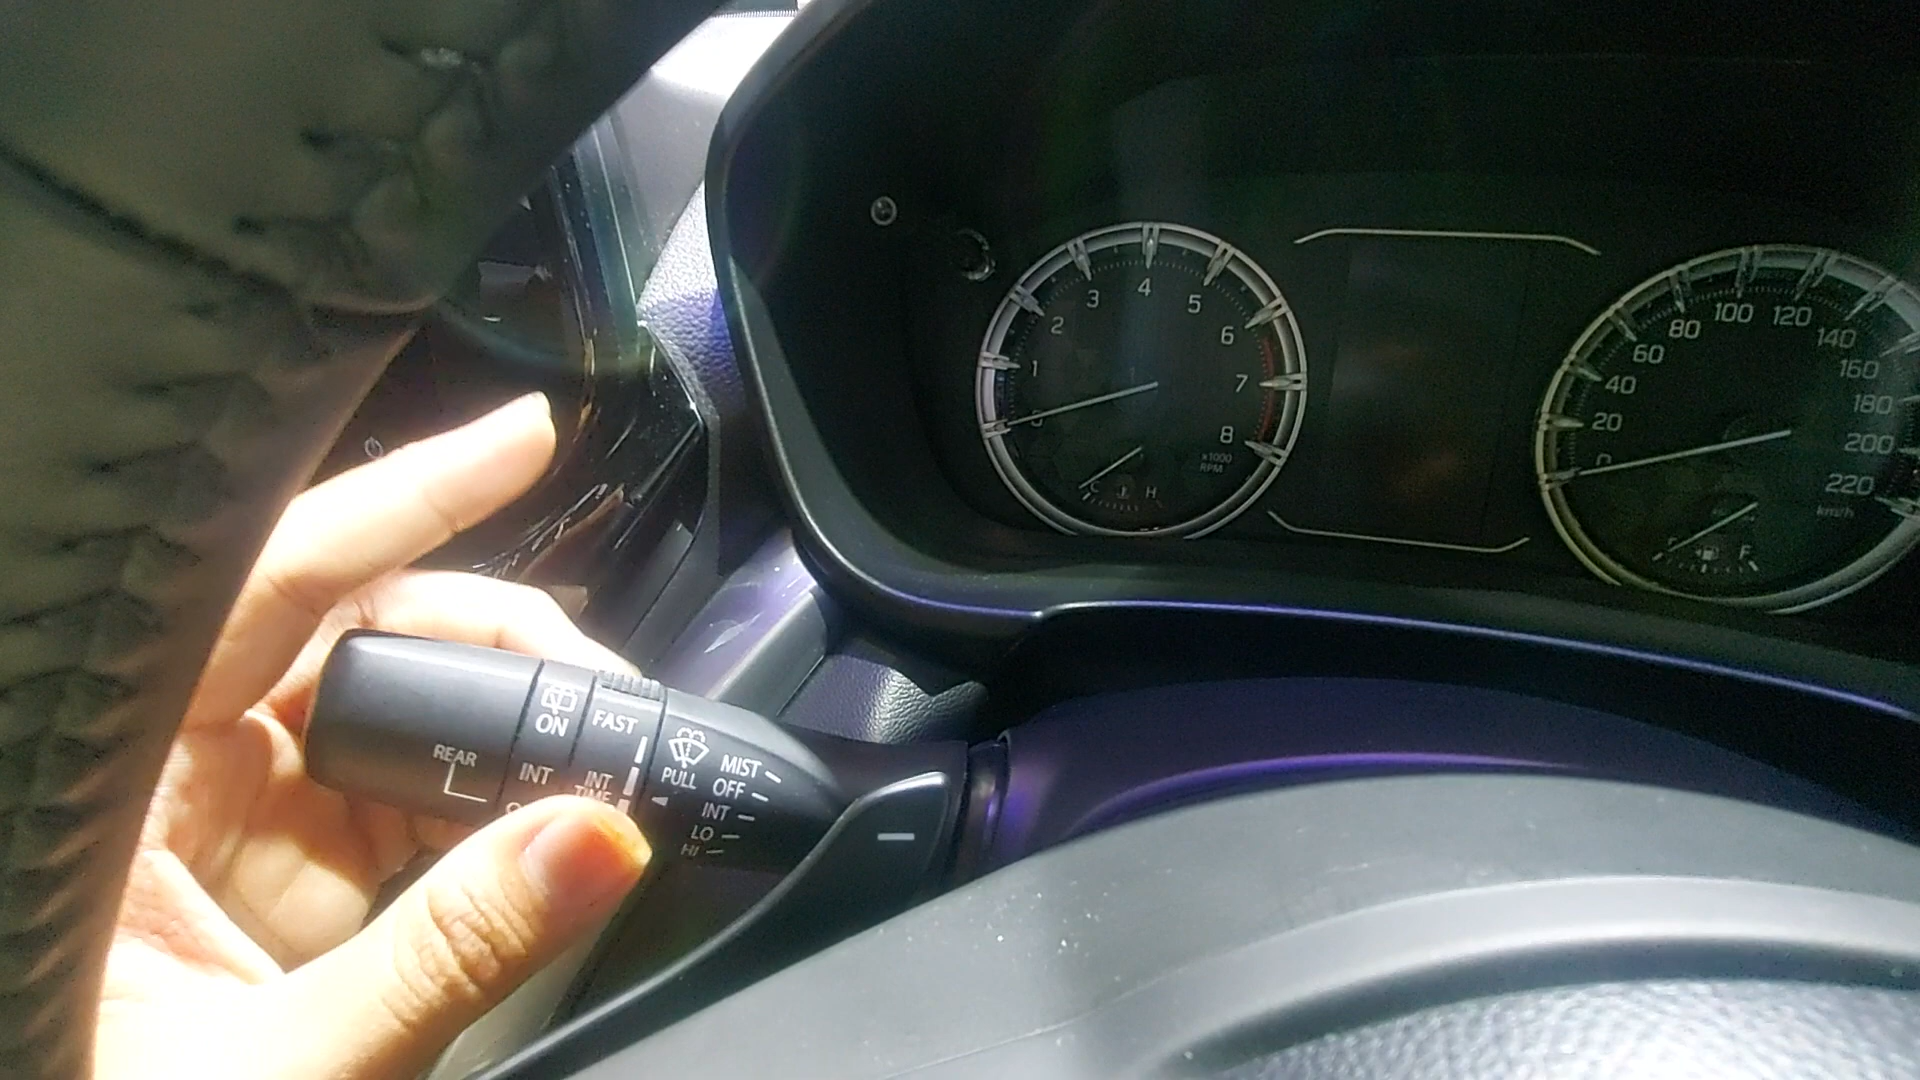 ON
FAST
REAR
INT
INT
TIME
PULL
MIST
OFF
INT
LO
HI
1
2
3
4
5
6
7
8
x1000
RPM
C
H
0
20
40
60
80
100
120
140
160
180
200
220
km/h
F